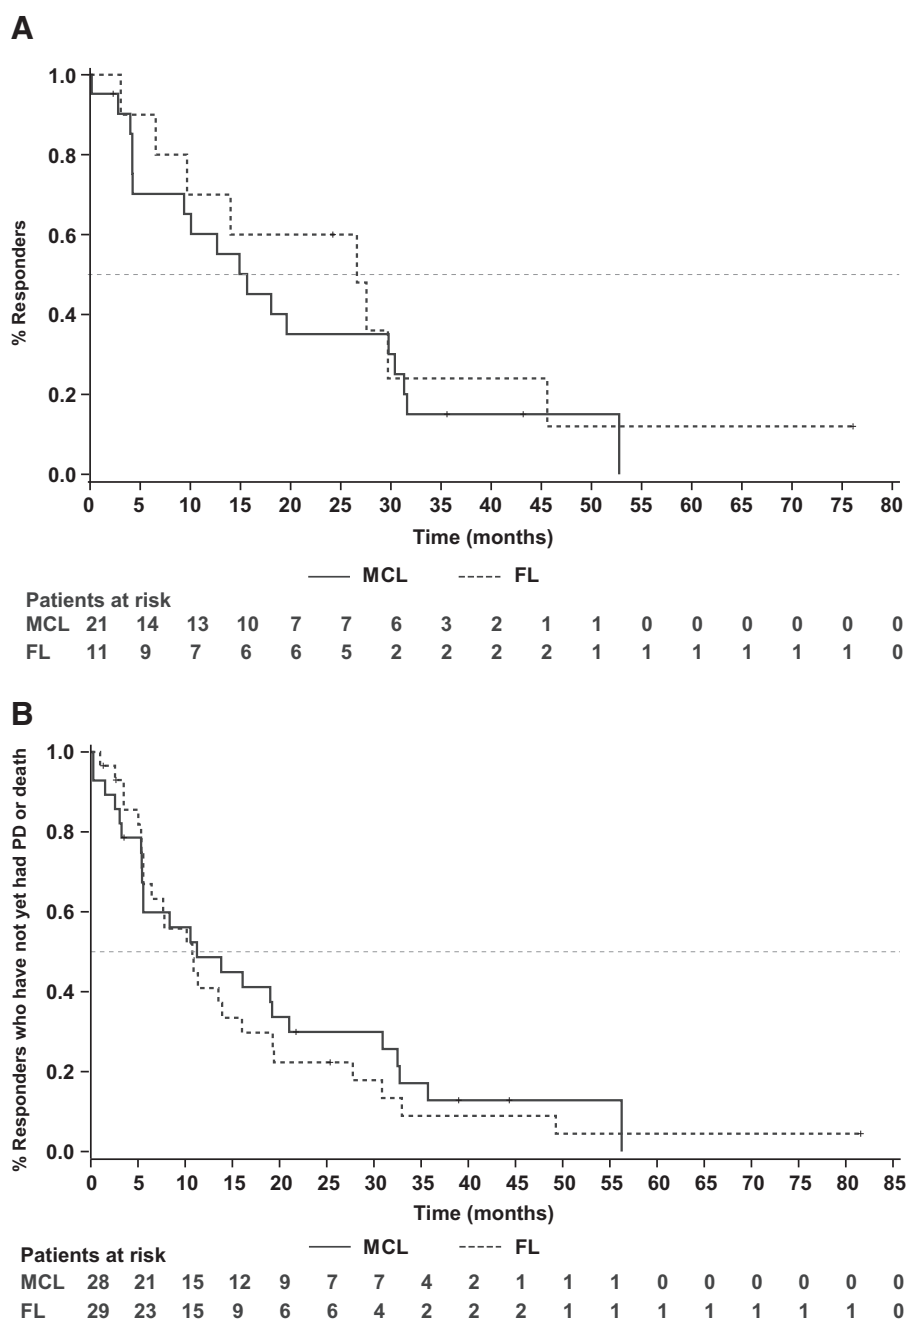 A
% Responders
1.0
0.8
0.6
0.4
0.2
0.0
0 5 10 15 20 25 30 35 40 45 50 55 60 65 70 75 80
Time (months)
MCL FL
Patients at risk
MCL 21 14 13 10 7 7 6 3 2 1 1 0 0 0 0 0 0
FL 11 9 7 6 6 5 2 2 2 2 1 1 1 1 1 1 0
B
% Responders who have not yet had PD or death
1.0
0.8
0.6
0.4
0.2
0.0
0 5 10 15 20 25 30 35 40 45 50 55 60 65 70 75 80 85
Time (months)
MCL FL
Patients at risk
MCL 28 21 15 12 9 7 7 4 2 1 1 1 0 0 0 0 0 0
FL 29 23 15 9 6 6 4 2 2 2 1 1 1 1 1 1 1 0